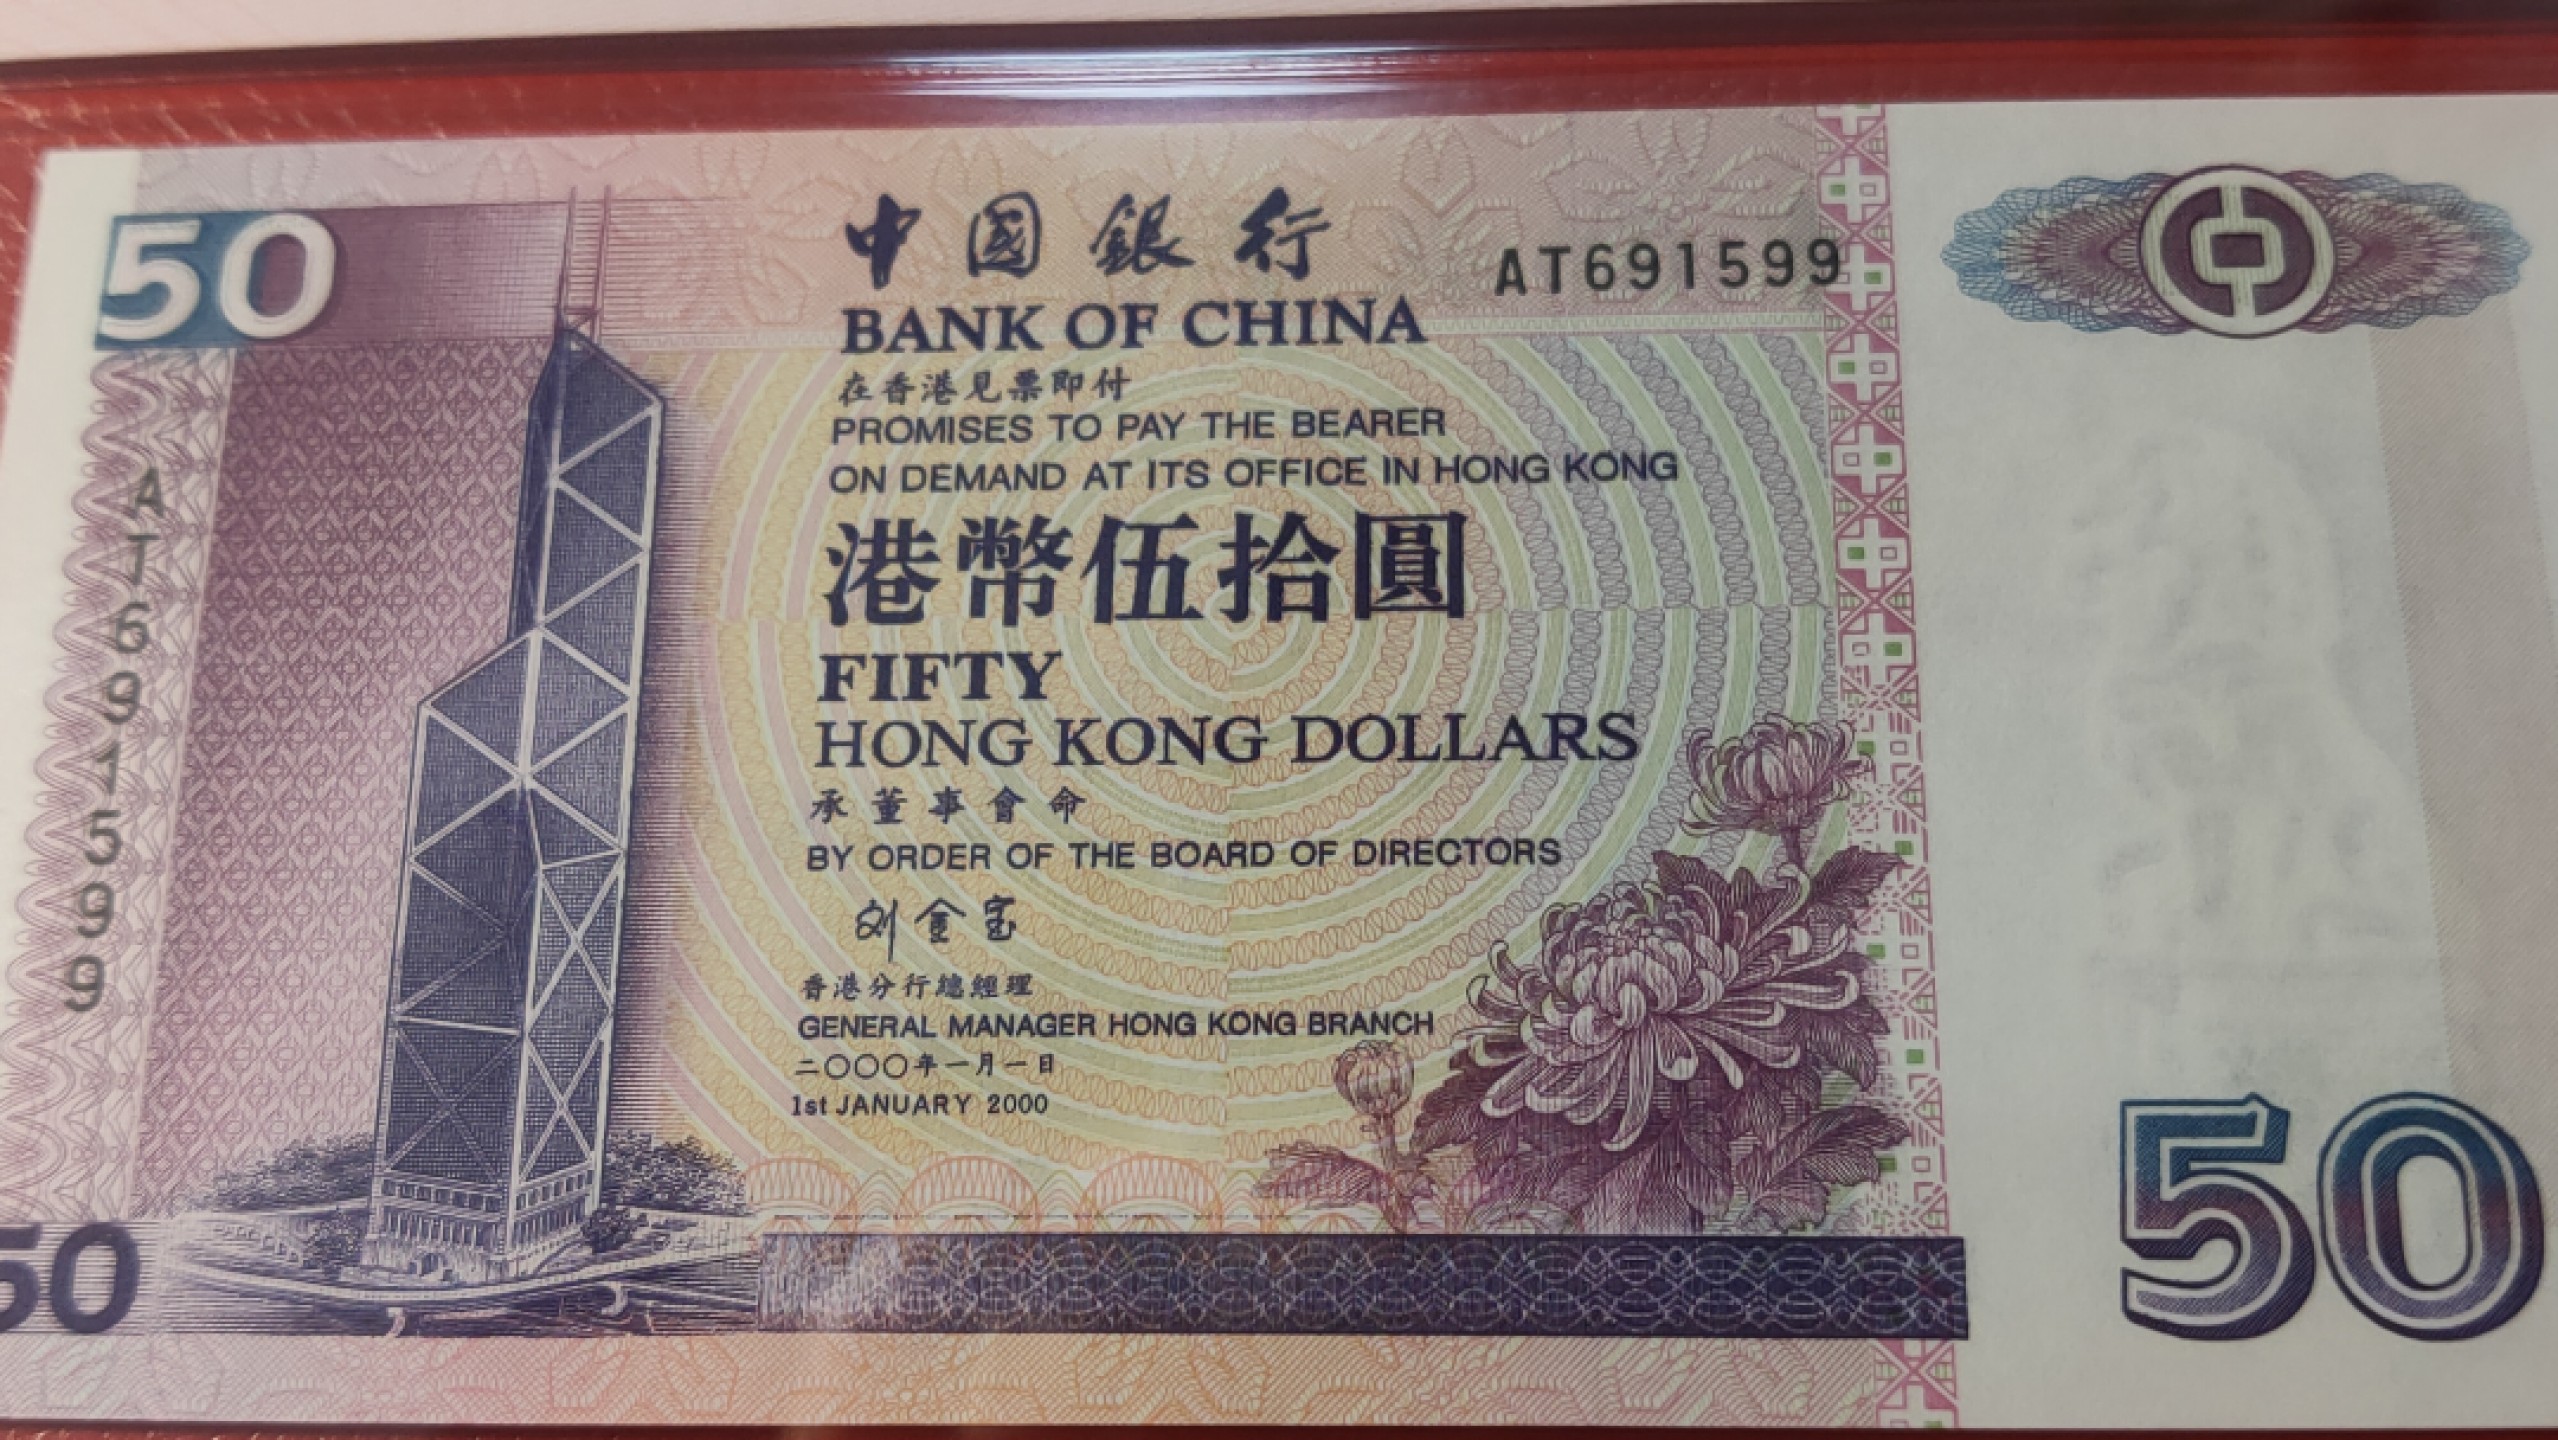 50
中國銀行
AT691599
BANK OF CHINA
在香港見票即付
PROMISES TO PAY THE BEARER
ON DEMAND AT ITS OFFICE IN HONG KONG
港幣伍拾圓
FIFTY
HONG KONG DOLLARS
承董事會命
BY ORDER OF THE BOARD OF DIRECTORS
刘金宝
香港分行總經理
GENERAL MANAGER HONG KONG BRANCH
二〇〇〇年一月一日
1st JANUARY 2000
AT691599
50
50